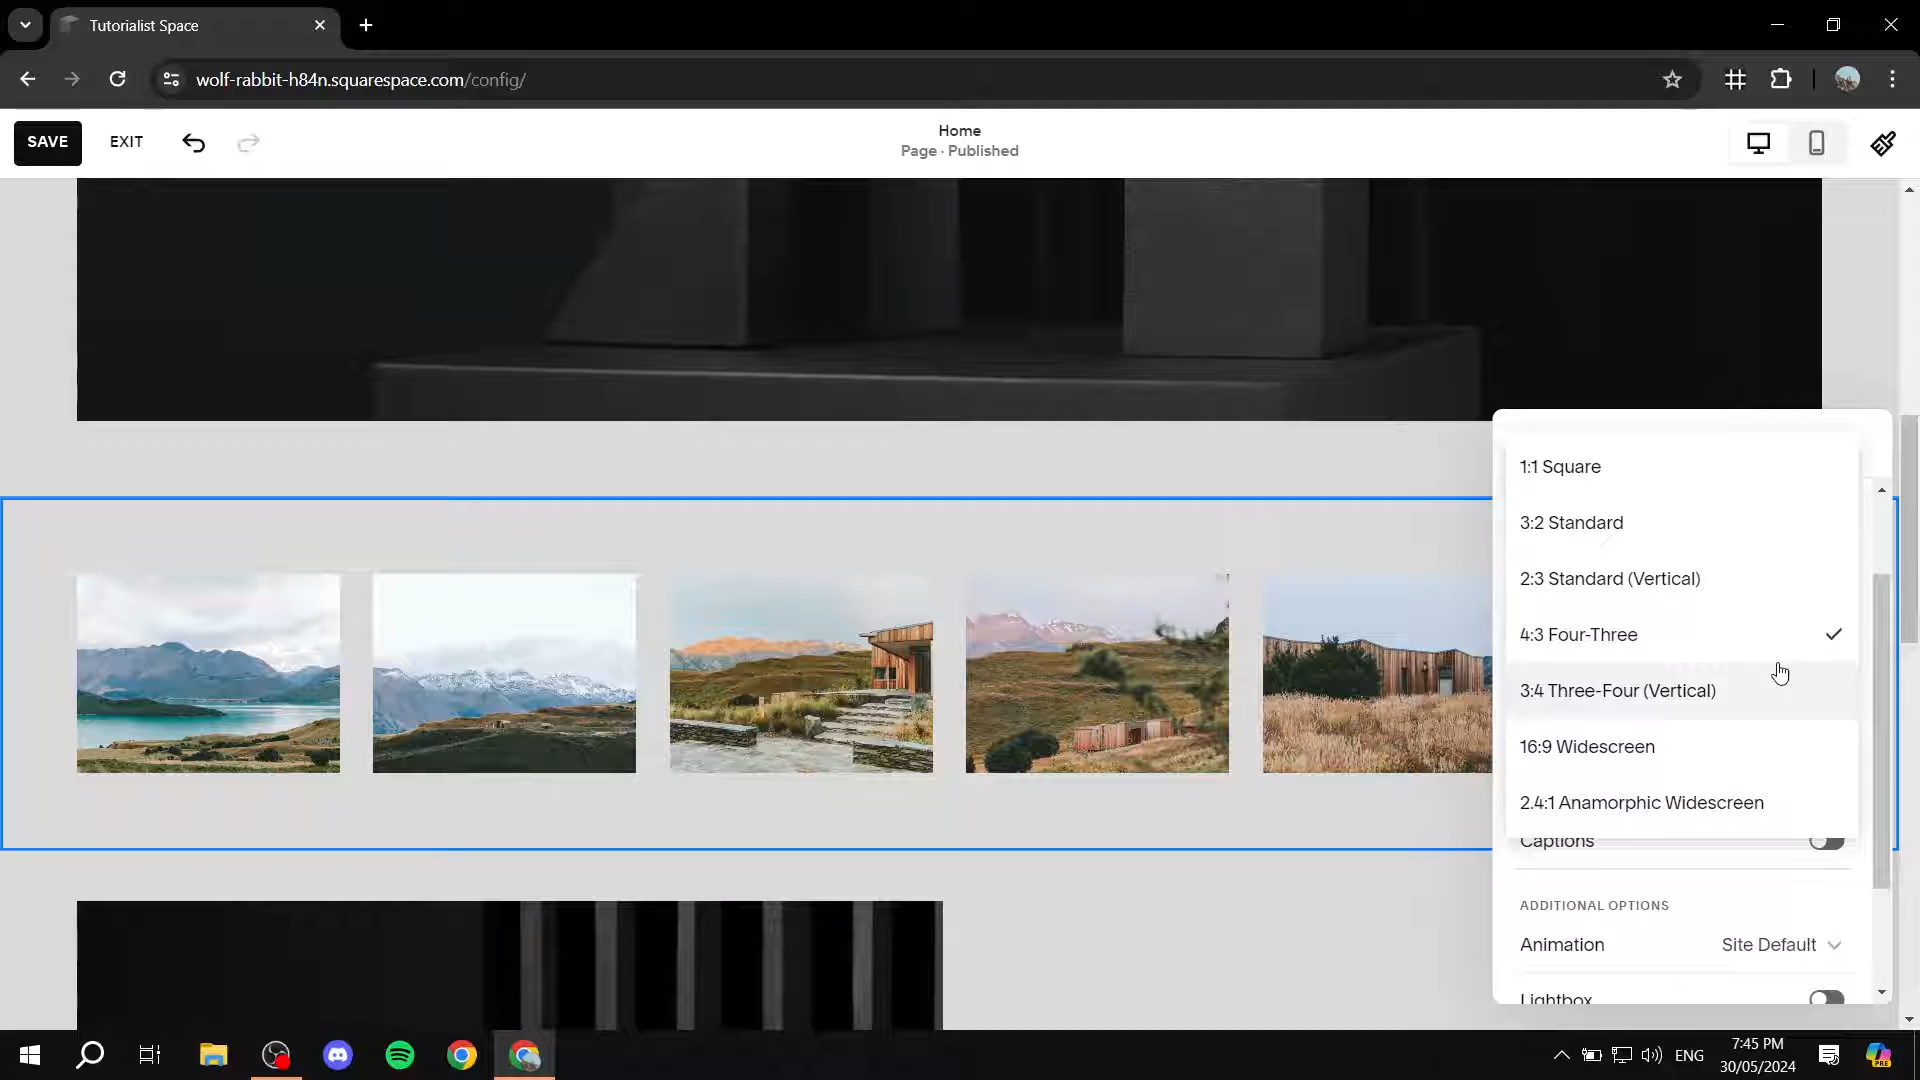 Tutorialist Space
wolf-rabbit-h84n.squarespace.com/config/
SAVE
EXIT
Home
Page · Published
1:1 Square
3:2 Standard
2:3 Standard (Vertical)
4:3 Four-Three
3:4 Three-Four (Vertical)
16:9 Widescreen
2.4:1 Anamorphic Widescreen
Captions
ADDITIONAL OPTIONS
Animation
Site Default
Lightbox
ENG
7:45 PM
30/05/2024
PRE